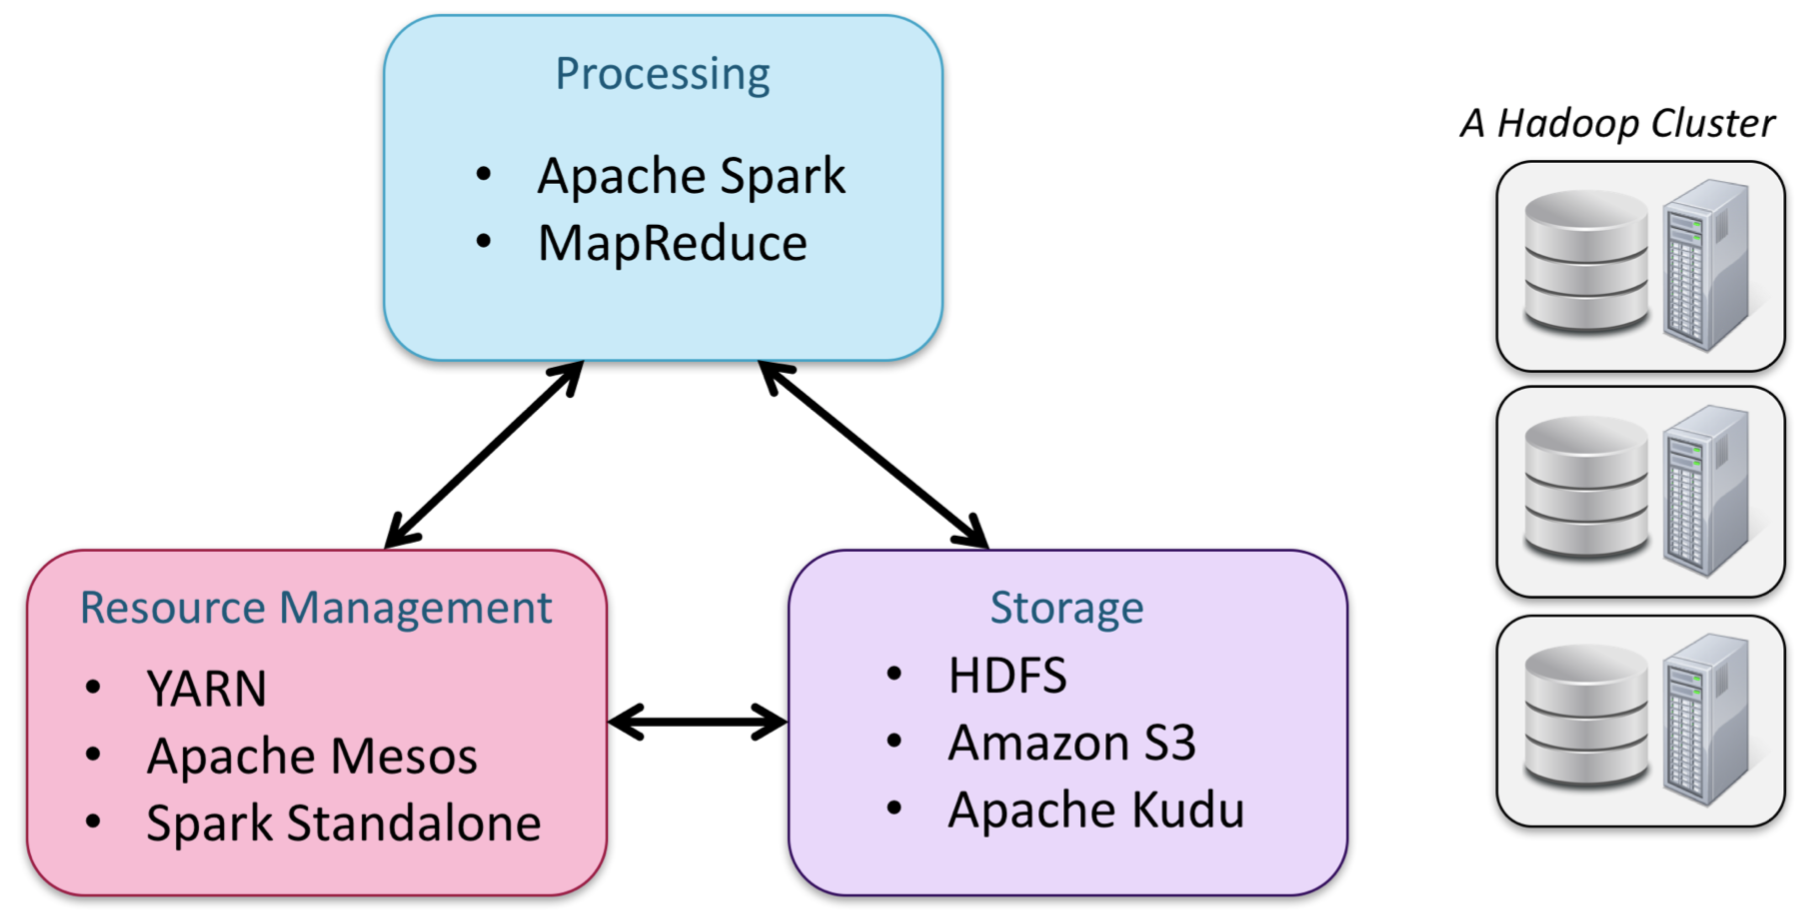 Processing
• Apache Spark
• MapReduce
A Hadoop Cluster
Resource Management
• YARN
• Apache Mesos
• Spark Standalone
Storage
• HDFS
• Amazon S3
• Apache Kudu